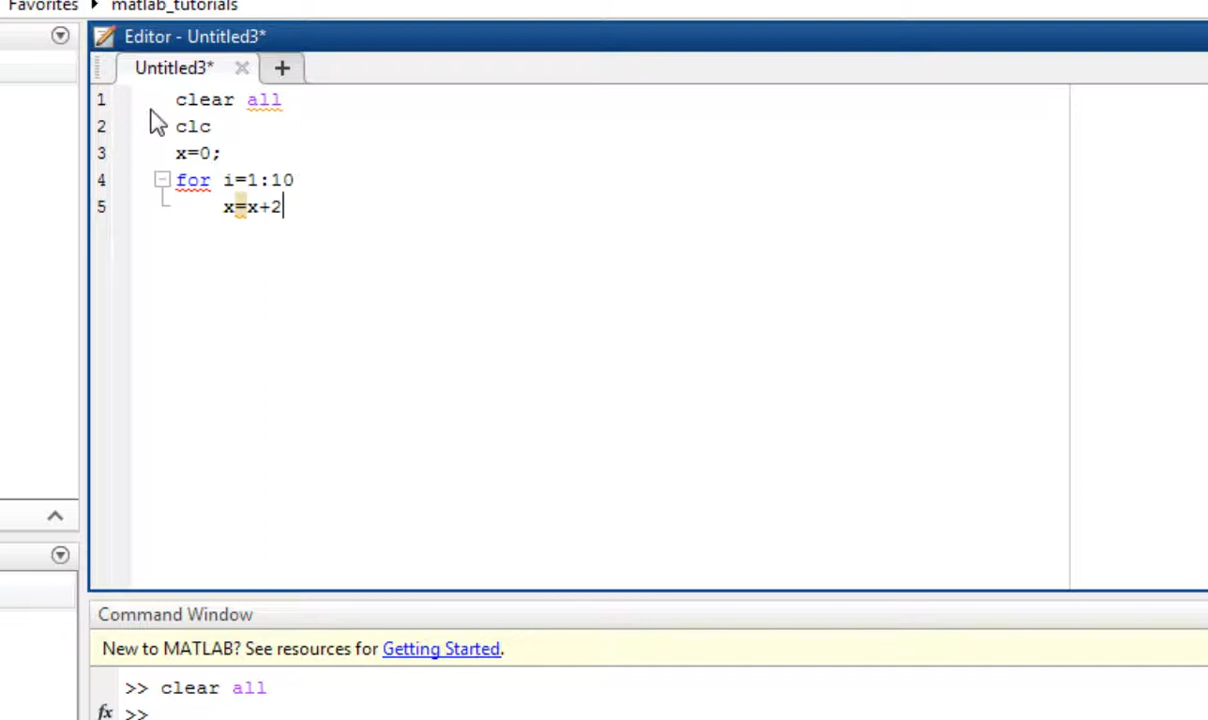 Favorites matlab_tutorials
Editor - Untitled3*
Untitled3* +
1 clear all
2 clc
3 x=0;
4 for i=1:10
5 x=x+2
Command Window
New to MATLAB? See resources for Getting Started.
>> clear all
fx >>